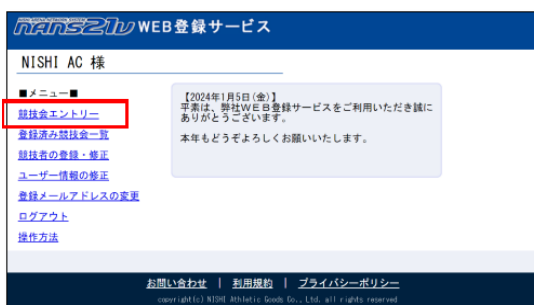 NANS21V WEB登録サービス
NISHI AC 様
■メニュー■
競技会エントリー
登録済み競技会一覧
競技者の登録・修正
ユーザー情報の修正
登録メールアドレスの変更
ログアウト
操作方法
【2024年1月5日(金)】
平素は、弊社WEB登録サービスをご利用いただき誠に
ありがとうございます。
本年もどうぞよろしくお願いいたします。
お問い合わせ | 利用規約 | プライバシーポリシー
copyright(c) NISHI Athletic Goods Co., Ltd. all rights reserved